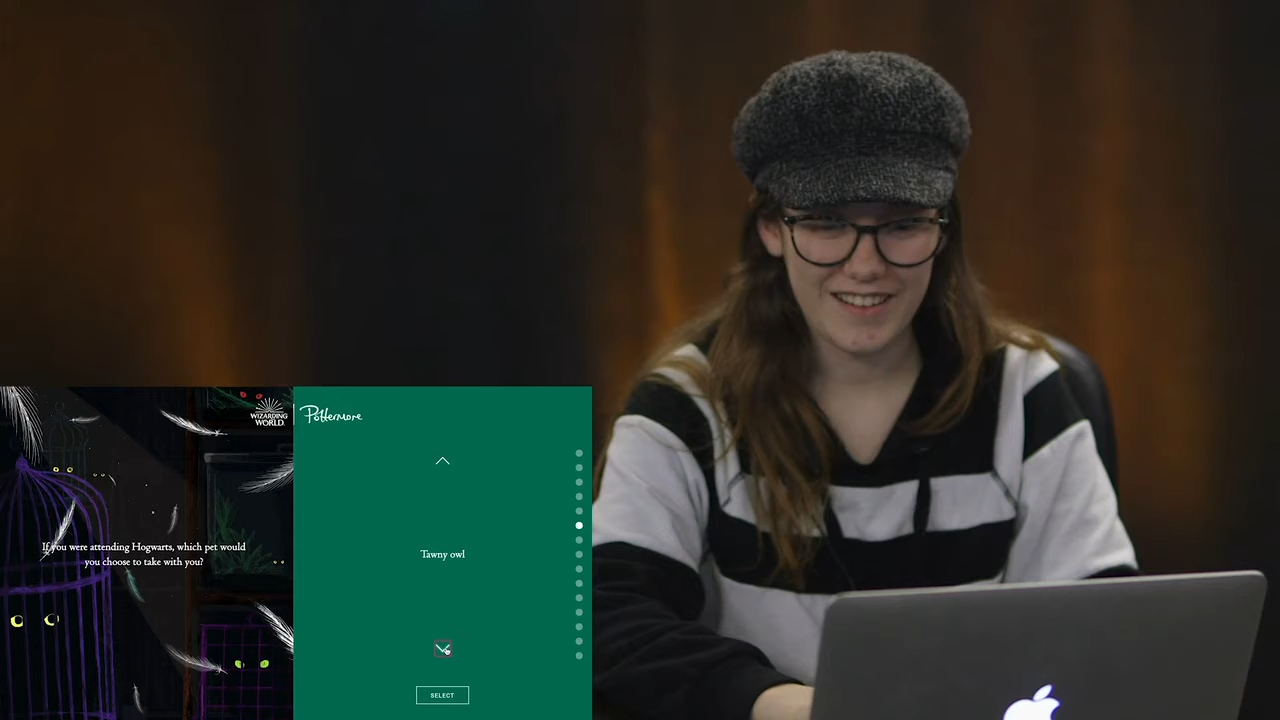 WIZARDING
WORLD
Pottermore
If you were attending Hogwarts, which pet would
you choose to take with you?
Tawny owl
SELECT